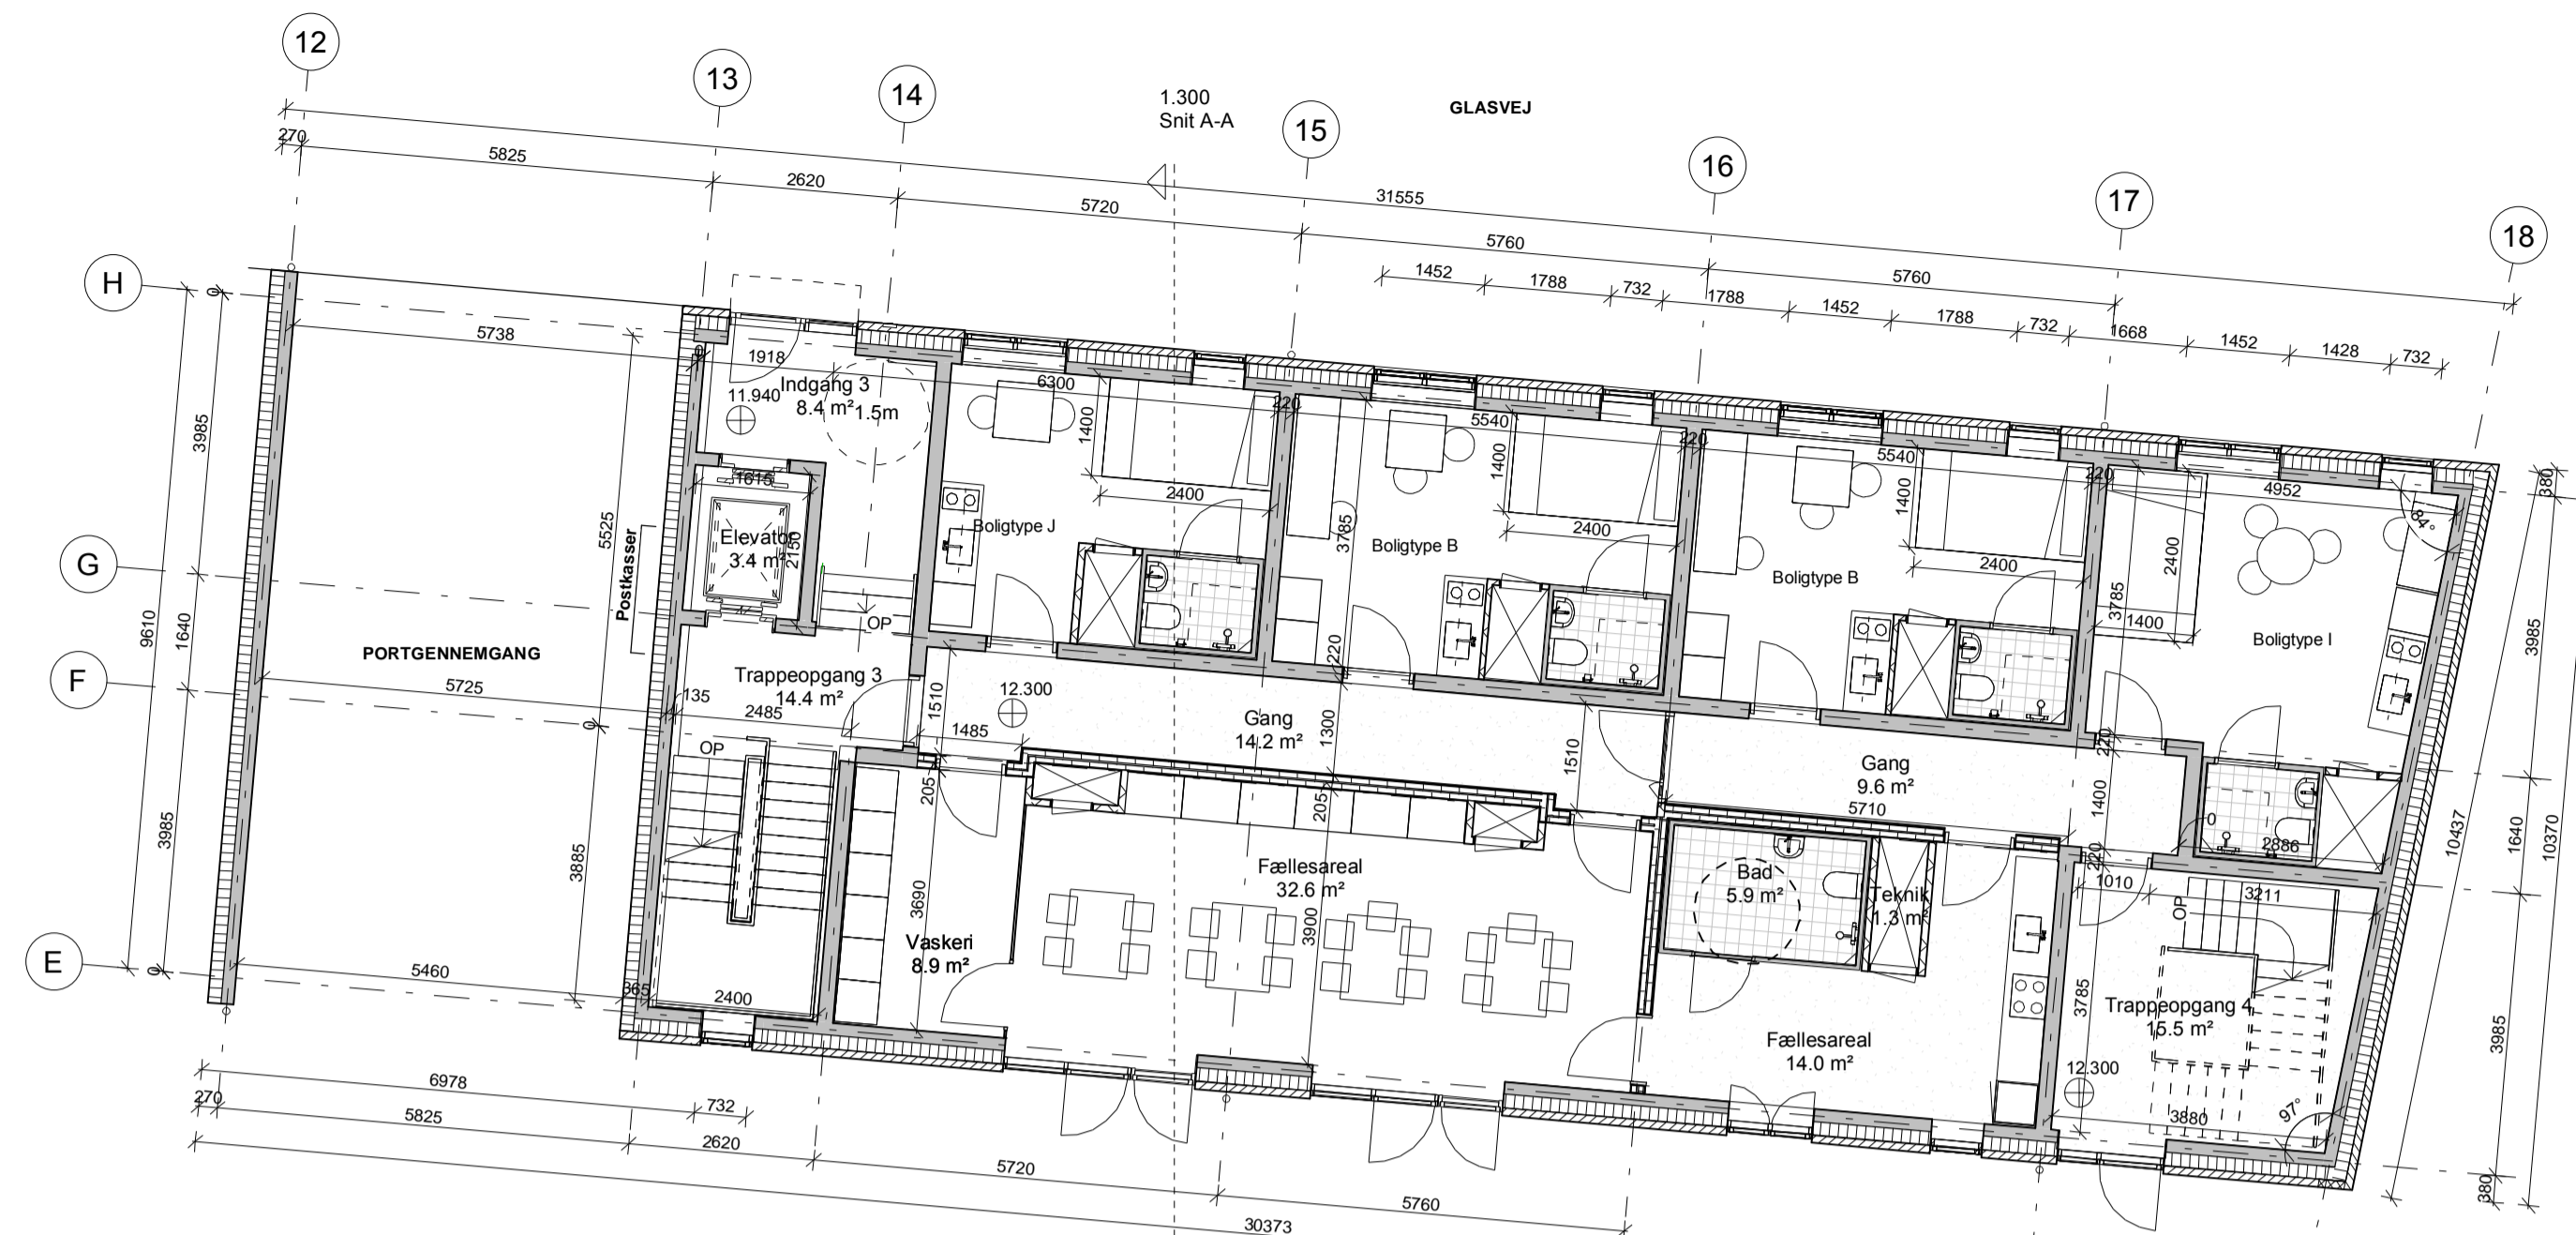 12
13
14
15
16
17
18
1.300
Snit A-A
GLASVEJ
270
5825
2620
5720
31555
5760
5760
1452
1788
732
1788
1452
1788
732
1668
1452
1428
732
H
G
F
E
0
3985
9610
1640
3985
0
5738
5525
0
3885
0
1918
Indgang 3
8.4 m²
1.5m
11.940
6300
220
5540
220
5540
220
4952
84°
380
1400
2400
1400
2400
1400
2400
2400
1400
1615
Elevator
3.4 m²
2150
Postkasser
PORTGENNEMGANG
Boligtype J
3785
Boligtype B
Boligtype B
3785
Boligtype I
OP
Trappeopgang 3
14.4 m²
5725
135
2485
1510
12.300
1485
220
Gang
14.2 m²
1300
1510
Gang
9.6 m²
5710
220
1400
0
2886
220
3985
1640
10437
10370
3985
380
OP
205
205
3690
Vaskeri
8.9 m²
Fællesareal
32.6 m²
3900
Bad
5.9 m²
Teknik
1.3 m²
1010
3211
OP
Trappeopgang 4
15.5 m²
3785
12.300
3880
97°
Fællesareal
14.0 m²
5460
365
2400
6978
732
270
5825
2620
5720
5760
30373